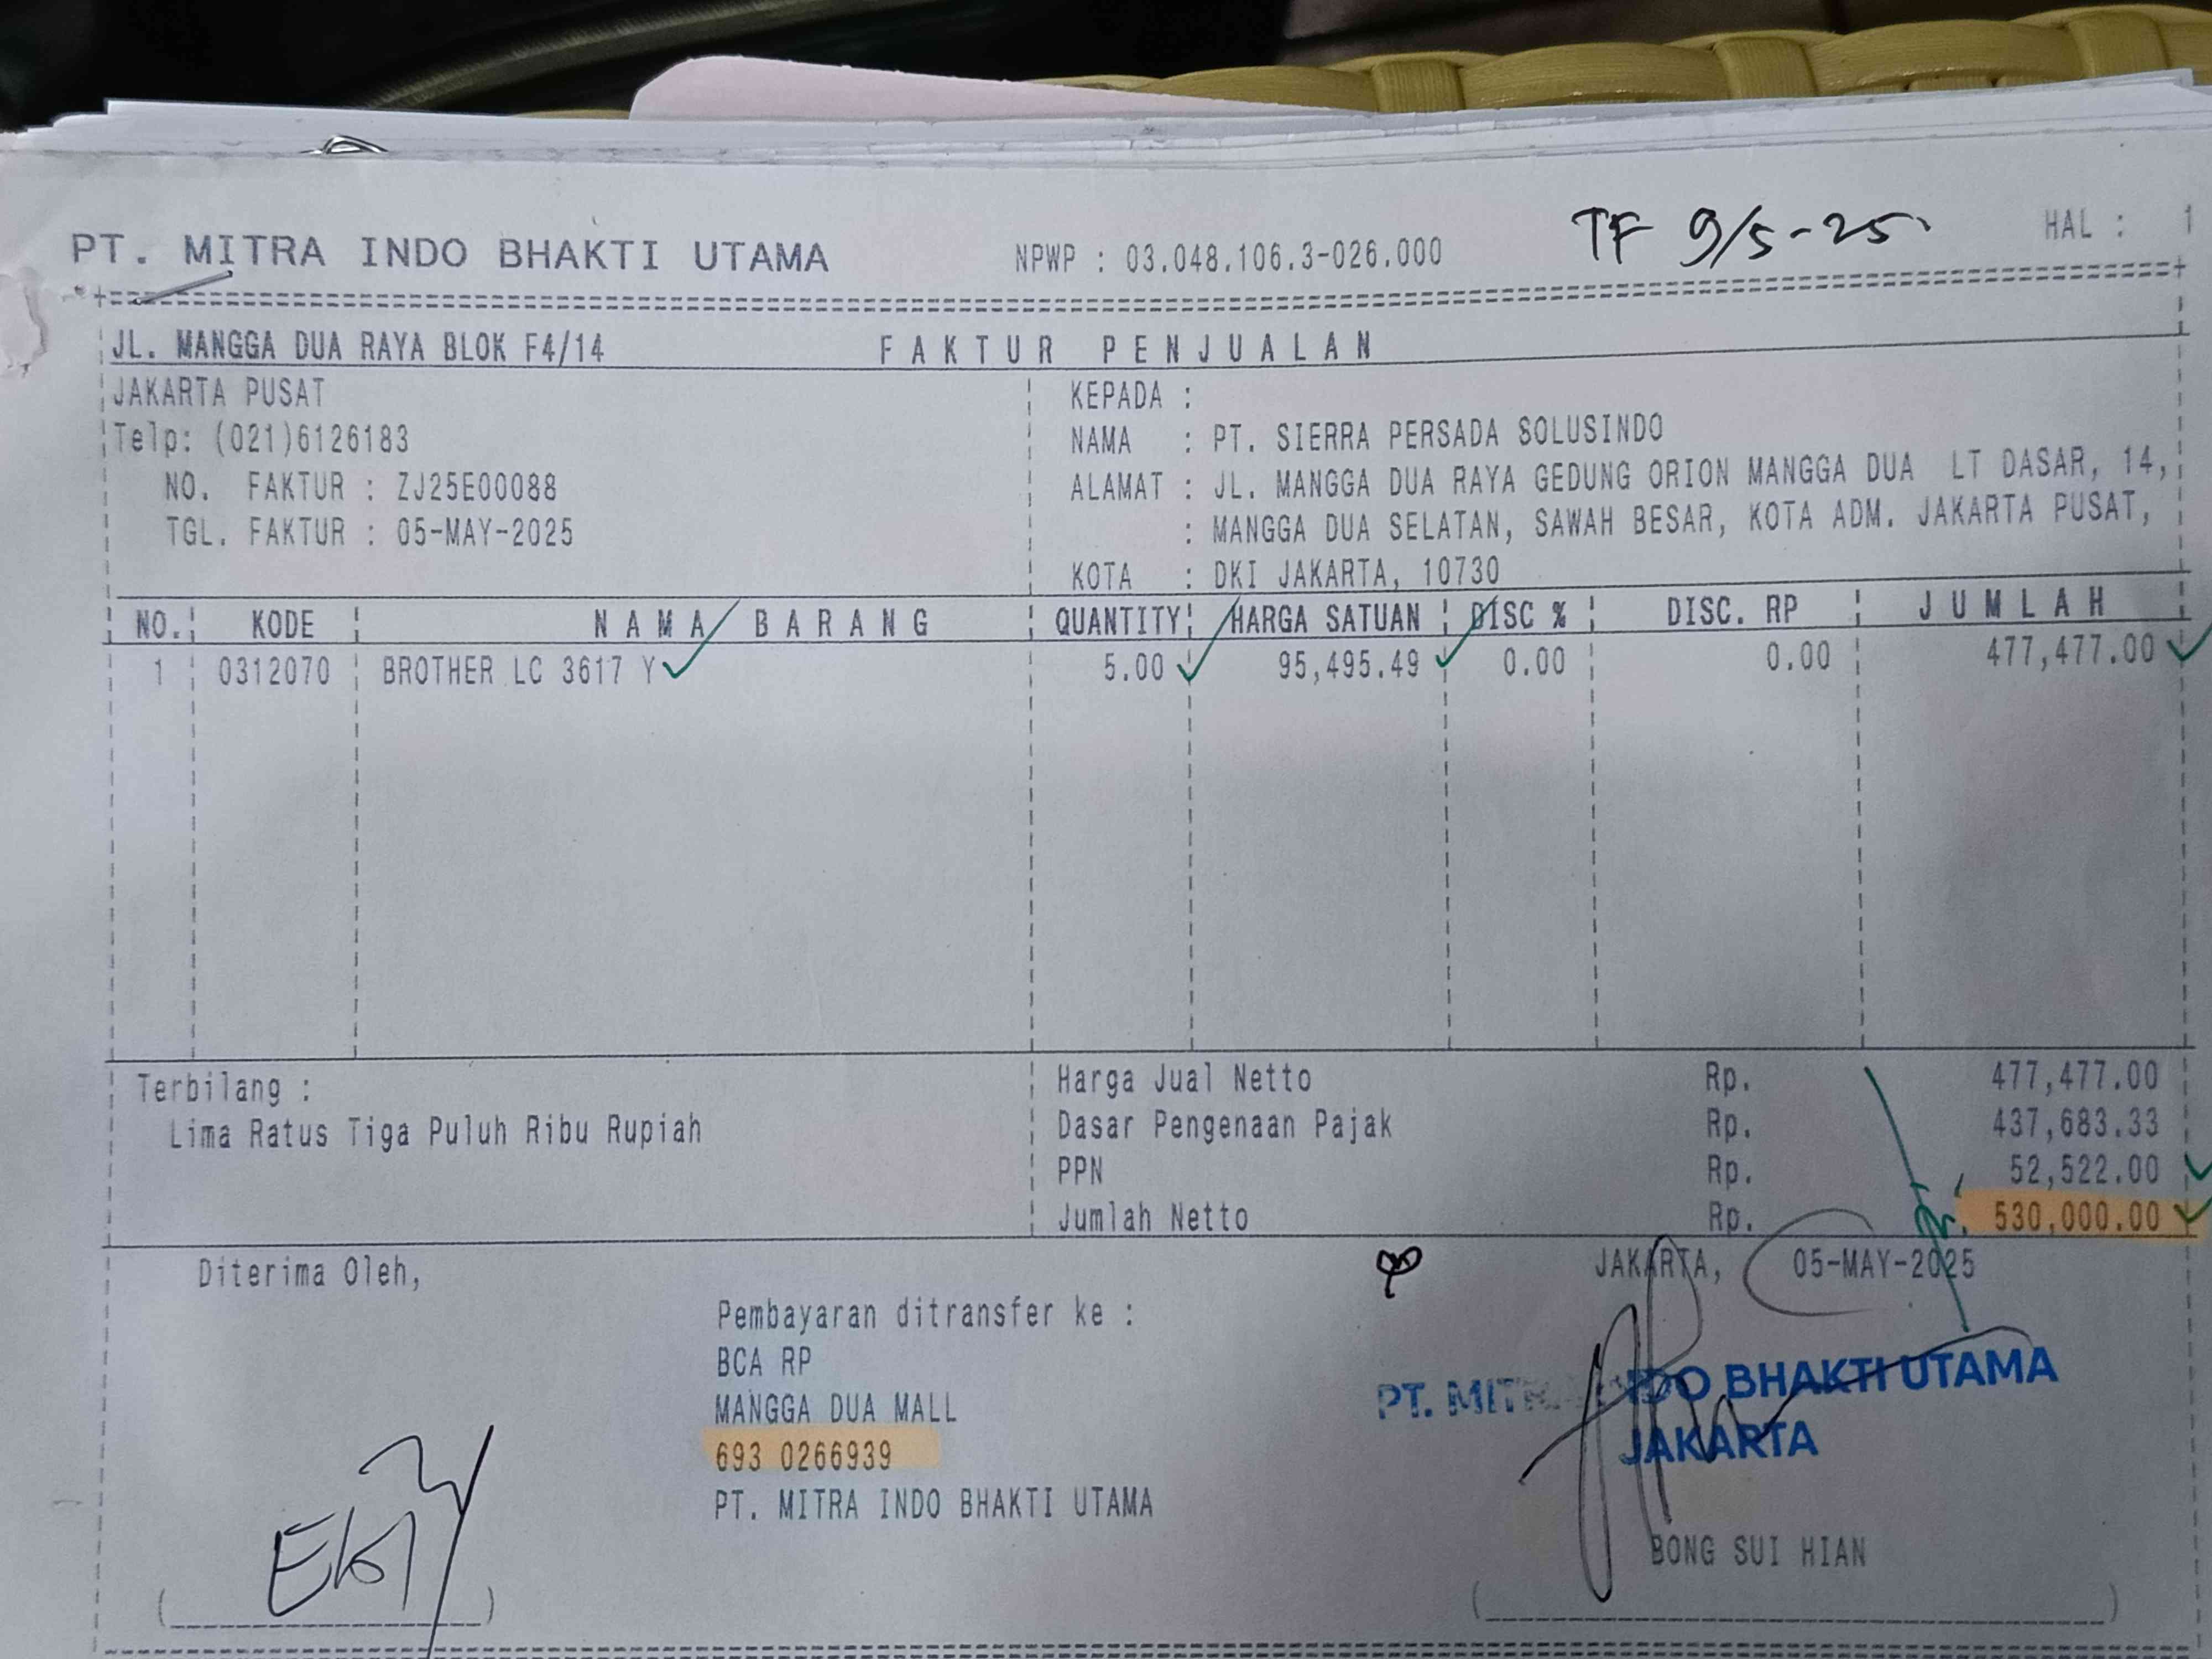 PT. MITRA INDO BHAKTI UTAMA NPWP : 03.048.106.3-026.000 TF 9/5-25 HAL : 1
JL. MANGGA DUA RAYA BLOK F4/14 FAKTUR PENJUALAN
JAKARTA PUSAT
Telp: (021)6126183
NO. FAKTUR : ZJ25E00088
TGL. FAKTUR : 05-MAY-2025
KEPADA :
NAMA : PT. SIERRA PERSADA SOLUSINDO
ALAMAT : JL. MANGGA DUA RAYA GEDUNG ORION MANGGA DUA LT DASAR, 14,
: MANGGA DUA SELATAN, SAWAH BESAR, KOTA ADM. JAKARTA PUSAT,
KOTA : DKI JAKARTA, 10730
NO. KODE NAMA BARANG QUANTITY HARGA SATUAN DISC % DISC. RP JUMLAH
1 0312070 BROTHER LC 3617 Y 5.00 95,495.49 0.00 0.00 477,477.00
Terbilang :
Lima Ratus Tiga Puluh Ribu Rupiah
Harga Jual Netto Rp. 477,477.00
Dasar Pengenaan Pajak Rp. 437,683.33
PPN Rp. 52,522.00
Jumlah Netto Rp. 530,000.00
Diterima Oleh,
Pembayaran ditransfer ke :
BCA RP
MANGGA DUA MALL
693 0266939
PT. MITRA INDO BHAKTI UTAMA
JAKARTA, 05-MAY-2025
PT. MITRA INDO BHAKTI UTAMA
JAKARTA
BONG SUI HIAN